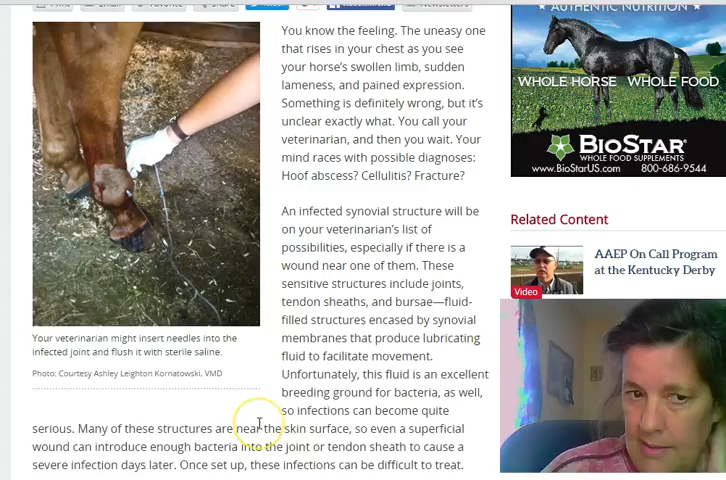 Print
Email
Favorite
Share
Newsletters
You know the feeling. The uneasy one
that rises in your chest as you see
your horse's swollen limb, sudden
lameness, and pained expression.
Something is definitely wrong, but it's
unclear exactly what. You call your
veterinarian, and then you wait. Your
mind races with possible diagnoses:
Hoof abscess? Cellulitis? Fracture?
An infected synovial structure will be
on your veterinarian's list of
possibilities, especially if there is a
wound near one of them. These
sensitive structures include joints,
tendon sheaths, and bursae—fluid-
filled structures encased by synovial
membranes that produce lubricating
fluid to facilitate movement.
Unfortunately, this fluid is an excellent
breeding ground for bacteria, as well,
so infections can become quite
serious. Many of these structures are near the skin surface, so even a superficial
wound can introduce enough bacteria into the joint or tendon sheath to cause a
severe infection days later. Once set up, these infections can be difficult to treat.
Your veterinarian might insert needles into the
infected joint and flush it with sterile saline.
Photo: Courtesy Ashley Leighton Kornatowski, VMD
AUTHENTIC NUTRITION
WHOLE HORSE WHOLE FOOD
BIOSTAR
WHOLE FOOD SUPPLEMENTS
www.BioStarUS.com 800-686-9544
Related Content
AAEP On Call Program
at the Kentucky Derby
Video